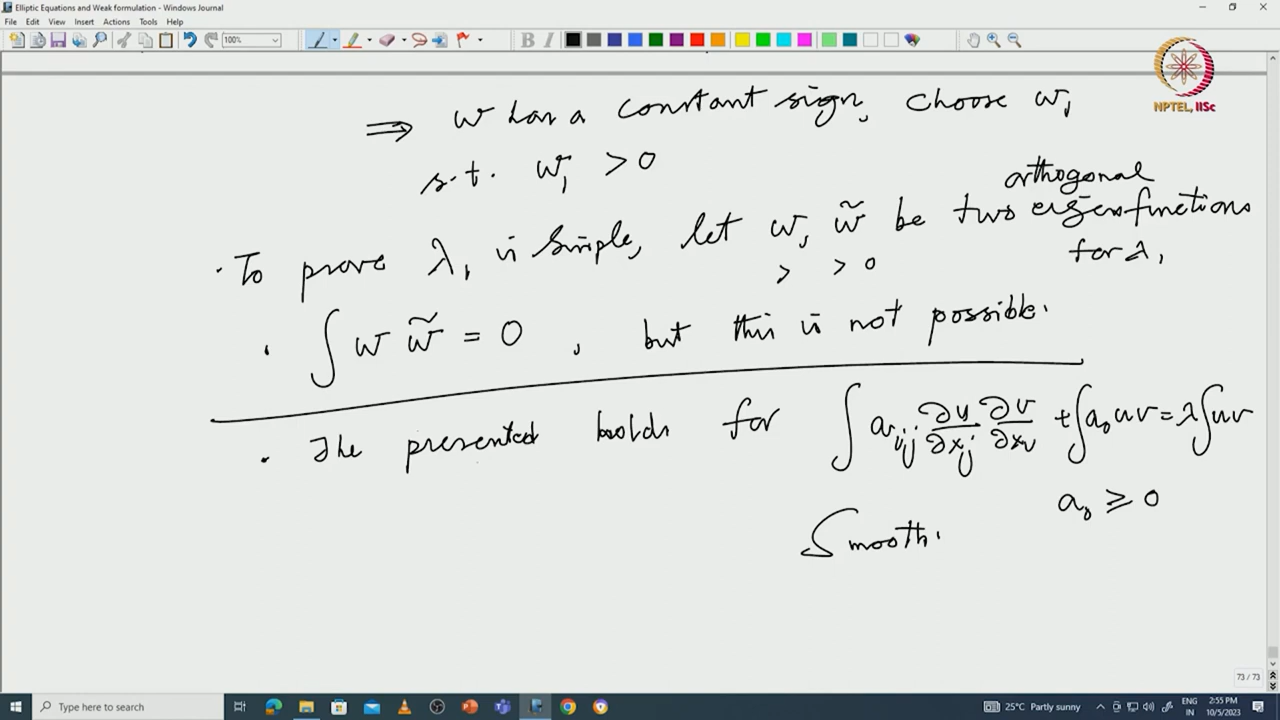 Elliptic Equations and Weak formulation - Windows Journal
File Edit View Insert Actions Tools Help
100%
NPTEL, IISc
⇒ w has a constant sign, choose w₁
s.t. w₁ > 0
orthogonal
· To prove λ₁ is simple, let w, w̃ be two eigenfunctions
> > 0 for λ₁
· ∫ w w̃ = 0 , but this is not possible.
· The presented holds for ∫ aᵢⱼ ∂u/∂xⱼ ∂v/∂xᵢ + ∫ a₀uv = λ ∫ uv
a₀ ≥ 0
Smooth.
73 / 73
Type here to search
25°C Partly sunny
ENG
IN
2:55 PM
10/5/2023